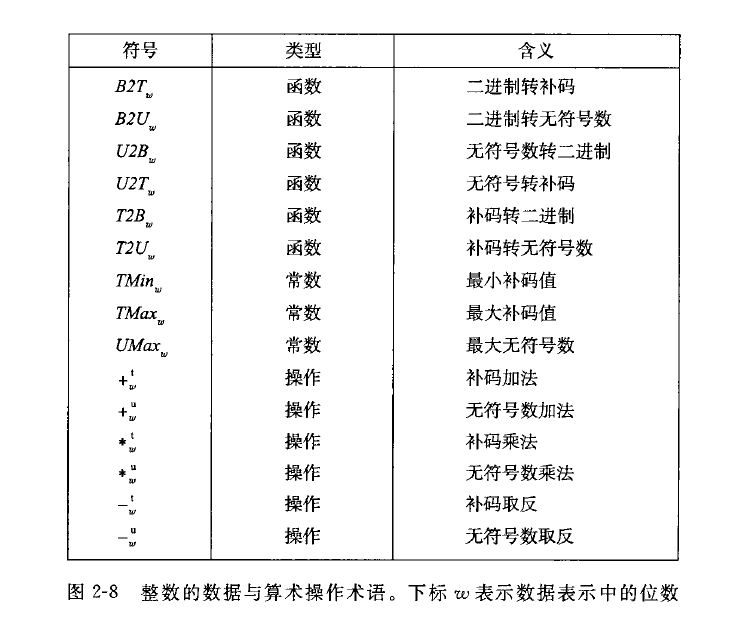 符号 类型 含义
B2T_w 函数 二进制转补码
B2U_w 函数 二进制转无符号数
U2B_w 函数 无符号数转二进制
U2T_w 函数 无符号转补码
T2B_w 函数 补码转二进制
T2U_w 函数 补码转无符号数
TMin_w 常数 最小补码值
TMax_w 常数 最大补码值
UMax_w 常数 最大无符号数
+^t_w 操作 补码加法
+^u_w 操作 无符号数加法
*^t_w 操作 补码乘法
*^u_w 操作 无符号数乘法
-^t_w 操作 补码取反
-^u_w 操作 无符号数取反
图 2-8 整数的数据与算术操作术语。下标 w 表示数据表示中的位数